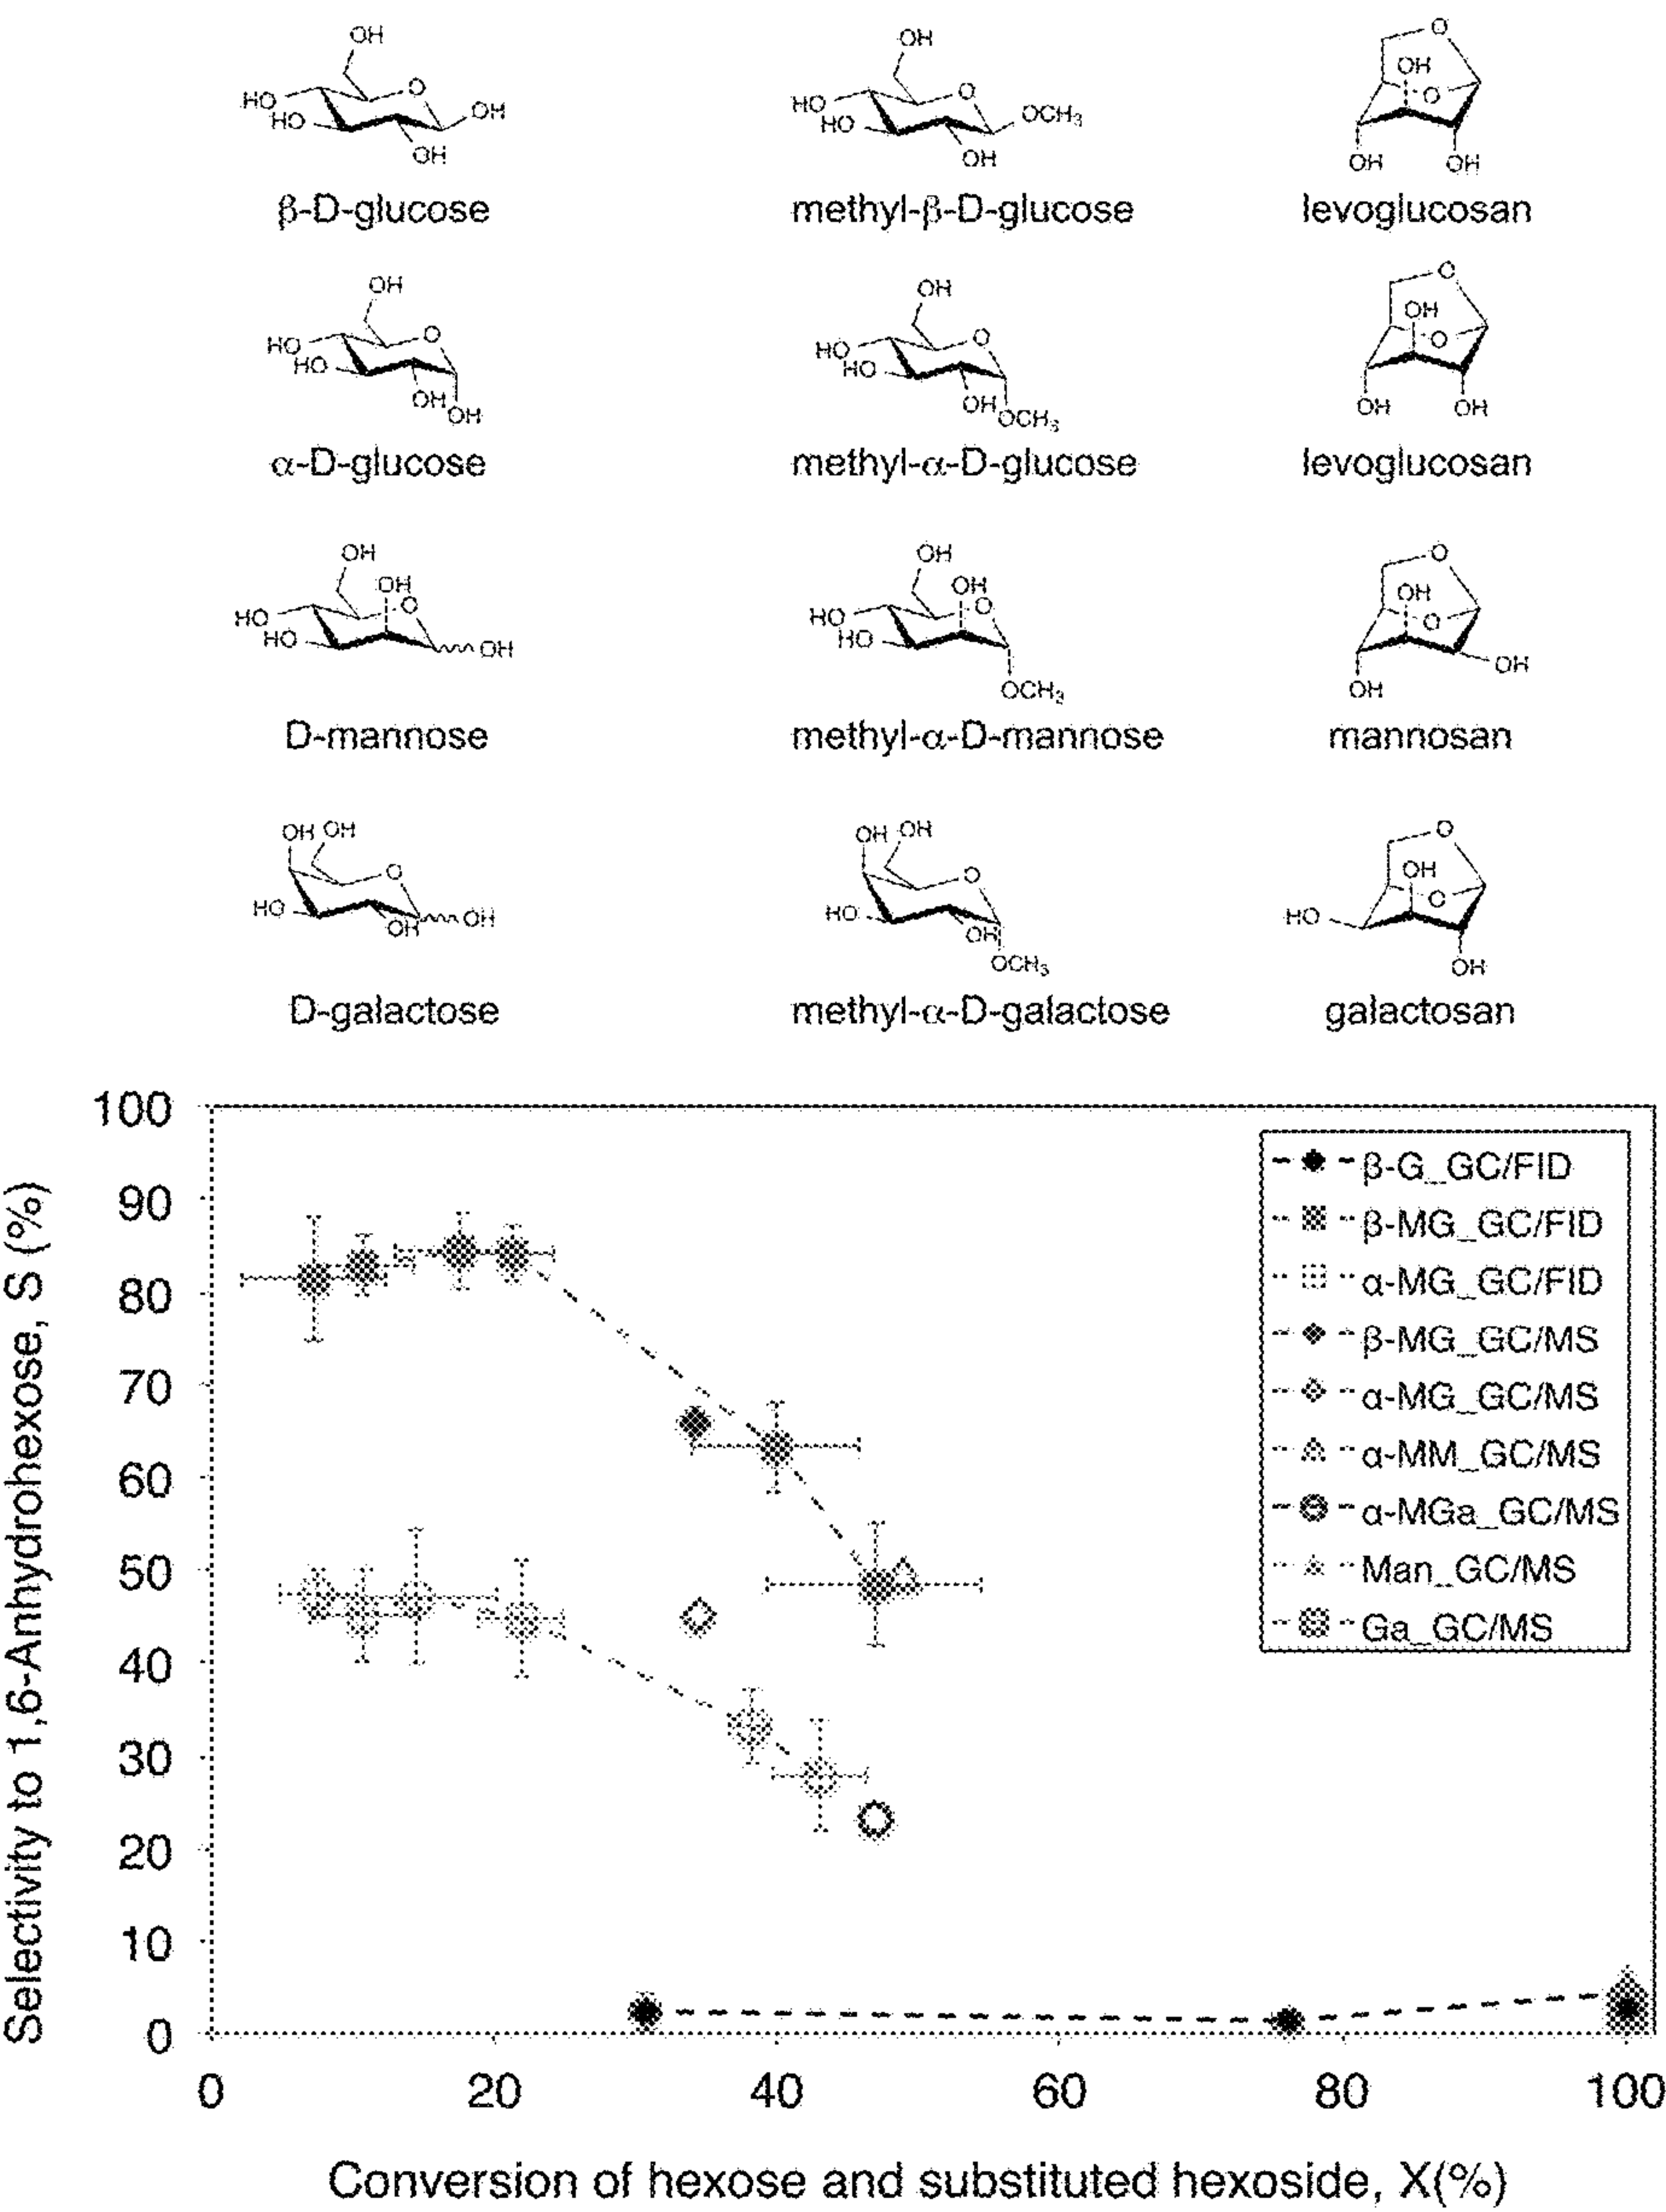 OH
O
HO
HO
OH
OH
β-D-glucose
OH
O
HO
HO
OCH3
OH
methyl-β-D-glucose
O
OH
O
OH
OH
levoglucosan
OH
O
HO
HO
OH
OH
α-D-glucose
OH
O
HO
HO
OH
OCH3
methyl-α-D-glucose
O
OH
O
OH
OH
levoglucosan
OH
OH
O
HO
HO
OH
D-mannose
OH
OH
O
HO
HO
OCH3
methyl-α-D-mannose
O
OH
O
OH
OH
mannosan
OH OH
O
HO
OH
OH
D-galactose
OH OH
O
HO
OH
OCH3
methyl-α-D-galactose
O
OH
O
HO
OH
galactosan
Selectivity to 1,6-Anhydrohexose, S (%)
100
90
80
70
60
50
40
30
20
10
0
β-G_GC/FID
β-MG_GC/FID
α-MG_GC/FID
β-MG_GC/MS
α-MG_GC/MS
α-MM_GC/MS
α-MGa_GC/MS
Man_GC/MS
Ga_GC/MS
0 20 40 60 80 100
Conversion of hexose and substituted hexoside, X(%)